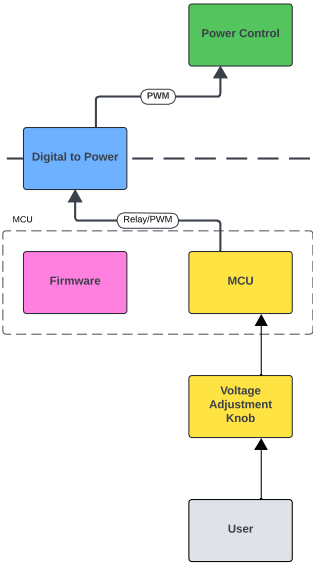 Power Control
PWM
Digital to Power
Relay/PWM
MCU
Firmware
MCU
Voltage
Adjustment
Knob
User